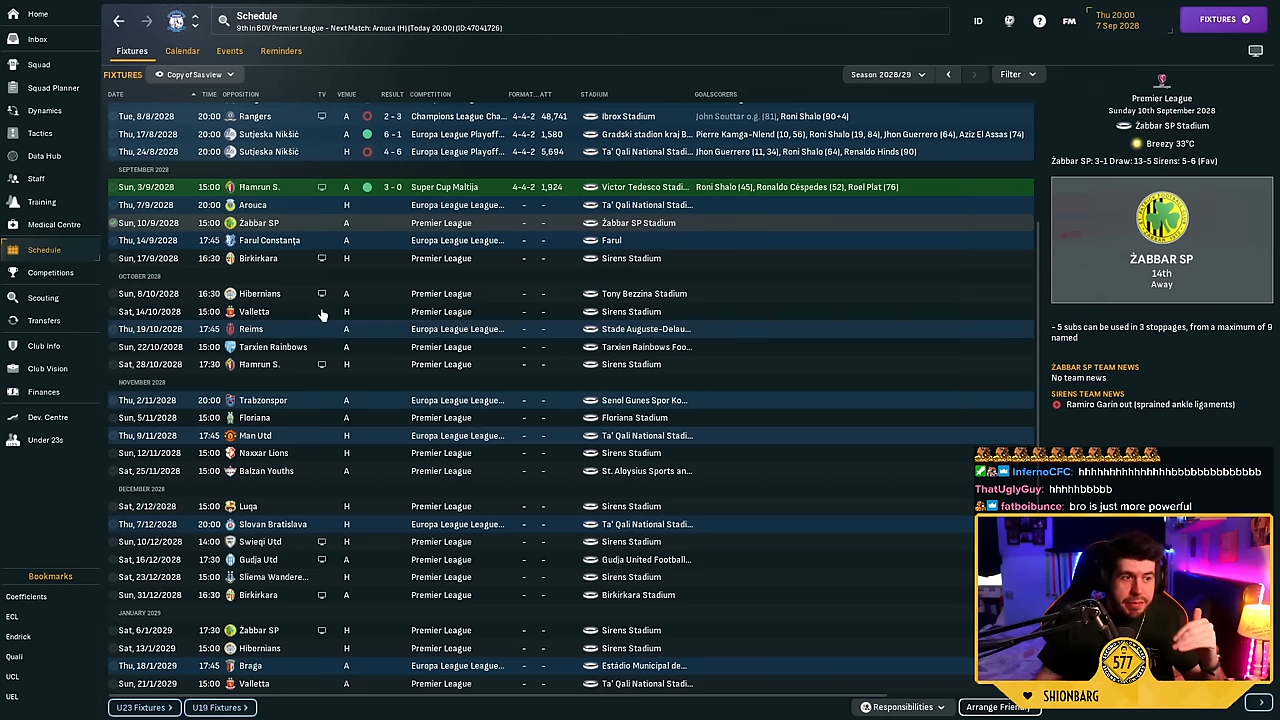 Home
Schedule
9th in BOV Premier League - Next Match: Arouca (H) (Today 20:00) (ID:47041726)
ID
FM
Thu 20:00
7 Sep 2028
FIXTURES
Inbox
Squad
Squad Planner
Dynamics
Tactics
Data Hub
Staff
Training
Medical Centre
Schedule
Competitions
Scouting
Transfers
Club Info
Club Vision
Finances
Dev. Centre
Under 23s
Bookmarks
Coefficients
ECL
Endrick
Quali
UCL
UEL
Fixtures Calendar Events Reminders
FIXTURES Copy of Sas view Season 2028/29 Filter
DATE TIME OPPOSITION TV VENUE RESULT COMPETITION FORMAT... ATT STADIUM GOALSCORERS
Tue, 8/8/2028 20:00 Rangers A 2 - 3 Champions League Cha... 4-4-2 48,741 Ibrox Stadium John Souttar o.g. (81), Roni Shalo (90+4)
Thu, 17/8/2028 20:00 Sutjeska Nikšić A 6 - 1 Europa League Playoff... 4-4-2 1,580 Gradski stadion kraj B... Pierre Kamga-Nlend (10, 56), Roni Shalo (19, 84), Jhon Guerrero (64), Aziz El Assas (74)
Thu, 24/8/2028 20:00 Sutjeska Nikšić H 4 - 6 Europa League Playoff... 4-4-2 5,694 Ta' Qali National Stadi... Jhon Guerrero (11, 34), Roni Shalo (64), Renaldo Hinds (90)
SEPTEMBER 2028
Sun, 3/9/2028 15:00 Ħamrun S. A 3 - 0 Super Cup Maltija 4-4-2 1,924 Victor Tedesco Stadi... Roni Shalo (45), Ronaldo Céspedes (52), Roel Plat (76)
Thu, 7/9/2028 20:00 Arouca H Europa League League... - - Ta' Qali National Stadi...
Sun, 10/9/2028 15:00 Żabbar SP A Premier League - - Żabbar SP Stadium
Thu, 14/9/2028 17:45 Farul Constanța A Europa League League... - - Farul
Sun, 17/9/2028 16:30 Birkirkara H Premier League - - Sirens Stadium
OCTOBER 2028
Sun, 8/10/2028 16:30 Hibernians A Premier League - - Tony Bezzina Stadium
Sat, 14/10/2028 15:00 Valletta H Premier League - - Sirens Stadium
Thu, 19/10/2028 17:45 Reims A Europa League League... - - Stade Auguste-Delau...
Sun, 22/10/2028 15:00 Tarxien Rainbows A Premier League - - Tarxien Rainbows Foo...
Sat, 28/10/2028 17:30 Ħamrun S. H Premier League - - Sirens Stadium
NOVEMBER 2028
Thu, 2/11/2028 20:00 Trabzonspor A Europa League League... - - Senol Gunes Spor Ko...
Sun, 5/11/2028 15:00 Floriana A Premier League - - Floriana Stadium
Thu, 9/11/2028 17:45 Man Utd H Europa League League... - - Ta' Qali National Stadi...
Sun, 12/11/2028 15:00 Naxxar Lions H Premier League - - Sirens Stadium
Sat, 25/11/2028 15:00 Balzan Youths A Premier League - - St. Aloysius Sports an...
DECEMBER 2028
Sat, 2/12/2028 15:00 Luqa H Premier League - - Sirens Stadium
Thu, 7/12/2028 20:00 Slovan Bratislava H Europa League League... - - Ta' Qali National Stadi...
Sun, 10/12/2028 14:00 Swieqi Utd H Premier League - - Sirens Stadium
Sat, 16/12/2028 17:30 Gudja Utd A Premier League - - Gudja United Football...
Sat, 23/12/2028 15:00 Sliema Wandere... H Premier League - - Sirens Stadium
Sun, 31/12/2028 16:30 Birkirkara A Premier League - - Birkirkara Stadium
JANUARY 2029
Sat, 6/1/2029 17:30 Żabbar SP H Premier League - - Sirens Stadium
Sat, 13/1/2029 15:00 Hibernians H Premier League - - Sirens Stadium
Thu, 18/1/2029 17:45 Braga A Europa League League... - - Estádio Municipal de...
Sun, 21/1/2029 15:00 Valletta A Premier League - - Ta' Qali National Stadi...
U23 Fixtures > U19 Fixtures > Responsibilities Arrange Friendly
Premier League
Sunday 10th September 2028
Żabbar SP Stadium
Breezy 33°C
Żabbar SP: 3-1 Draw: 13-5 Sirens: 5-6 (Fav)
ŻABBAR SP
14th
Away
- 5 subs can be used in 3 stoppages, from a maximum of 9
named
ŻABBAR SP TEAM NEWS
No team news
SIRENS TEAM NEWS
Ramiro Garín out (sprained ankle ligaments)
InfernoCFC: hhhhhhhhhhhhhhhhbbbbbbbbbbbbbbb
ThatUglyGuy: hhhhhbbbbb
fatboibunce: bro is just more powerful
577
SHIONBARG